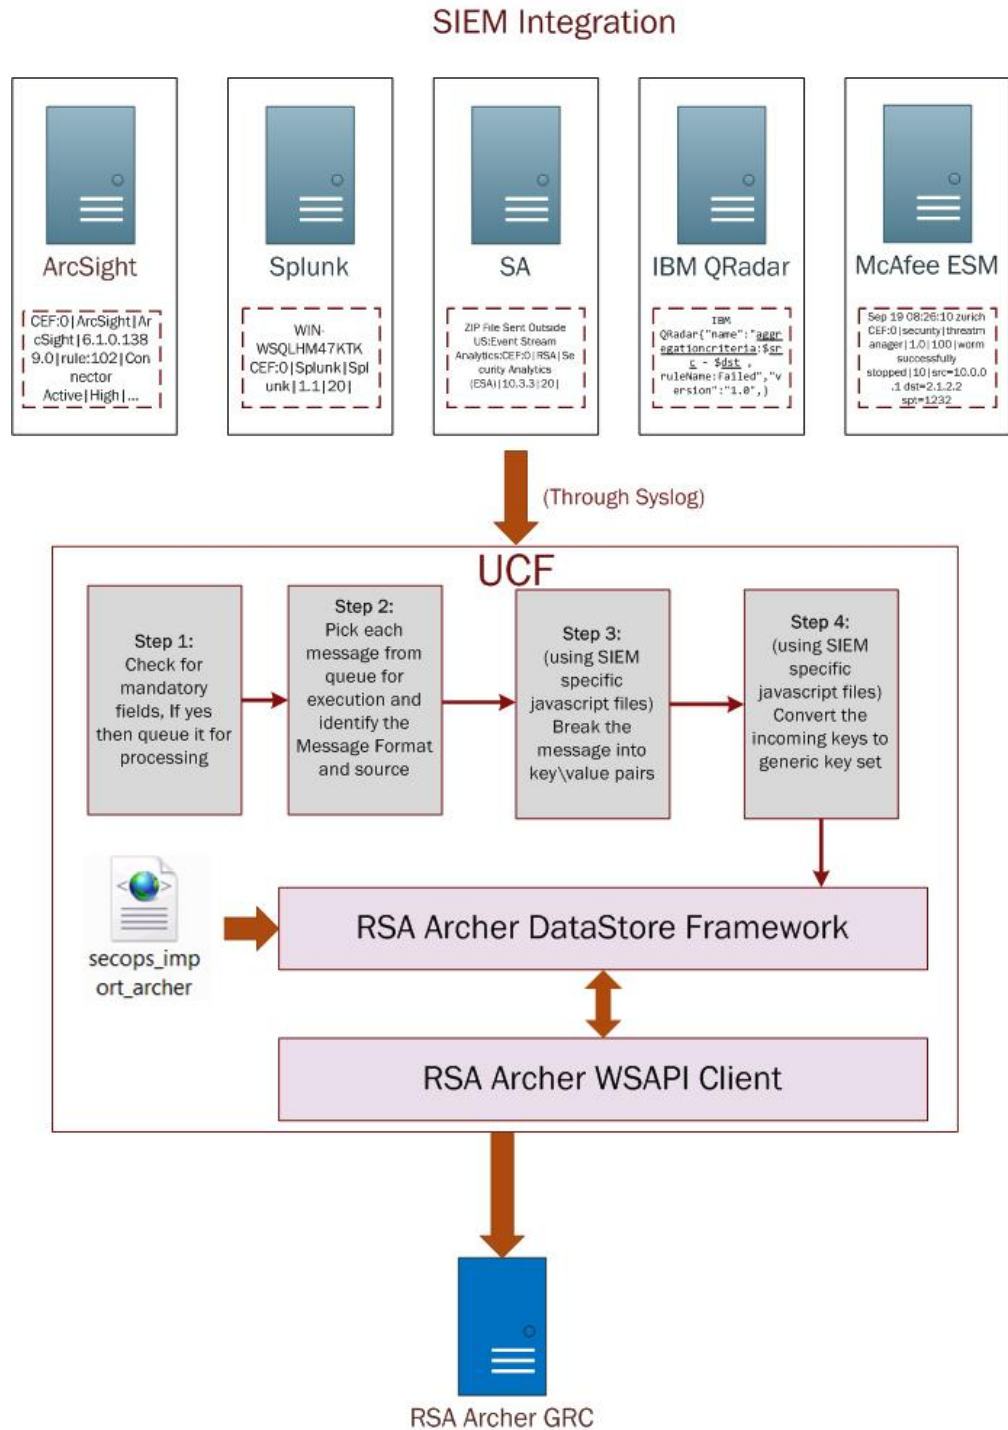 SIEM Integration
ArcSight
CEF:0|ArcSight|Ar
cSight|6.1.0.138
9.0|rule:102|Con
nector
Active|High|...
Splunk
WIN-
WSQLHM47KTK
CEF:0|Splunk|Spl
unk|1.1|20|
SA
ZIP File Sent Outside
US:Event Stream
Analytics:CEF:0|RSA|Se
curity Analytics
(ESA)|10.3.3|20|
IBM QRadar
IBM
QRadar{"name":"aggr
egationcriteria:$sr
c - $dst ,
ruleName:Failed","v
ersion":"1.0",)
McAfee ESM
Sep 19 08:26:10 zurich
CEF:0|security|threatm
anager|1.0|100|worm
successfully
stopped|10|src=10.0.0
.1 dst=2.1.2.2
spt=1232
(Through Syslog)
UCF
Step 1:
Check for
mandatory
fields, If yes
then queue it for
processing
Step 2:
Pick each
message from
queue for
execution and
identify the
Message Format
and source
Step 3:
(using SIEM
specific
javascript files)
Break the
message into
key\value pairs
Step 4:
(using SIEM
specific
javascript files)
Convert the
incoming keys to
generic key set
secops_imp
ort_archer
RSA Archer DataStore Framework
RSA Archer WSAPI Client
RSA Archer GRC